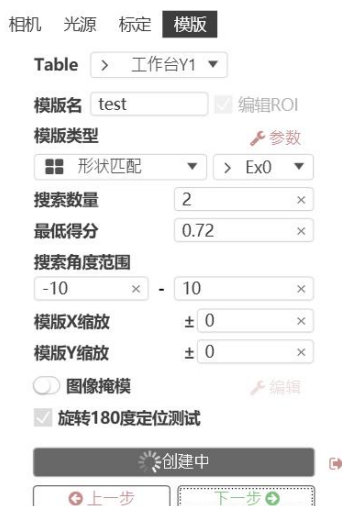 相机 光源 标定 模版
Table > 工作台Y1
模版名 test 编辑ROI
模版类型 参数
形状匹配 > Ex0
搜索数量 2 ×
最低得分 0.72 ×
搜索角度范围
-10 × - 10 ×
模版X缩放 ± 0 ×
模版Y缩放 ± 0 ×
图像掩模 编辑
旋转180度定位测试
创建中
上一步 下一步